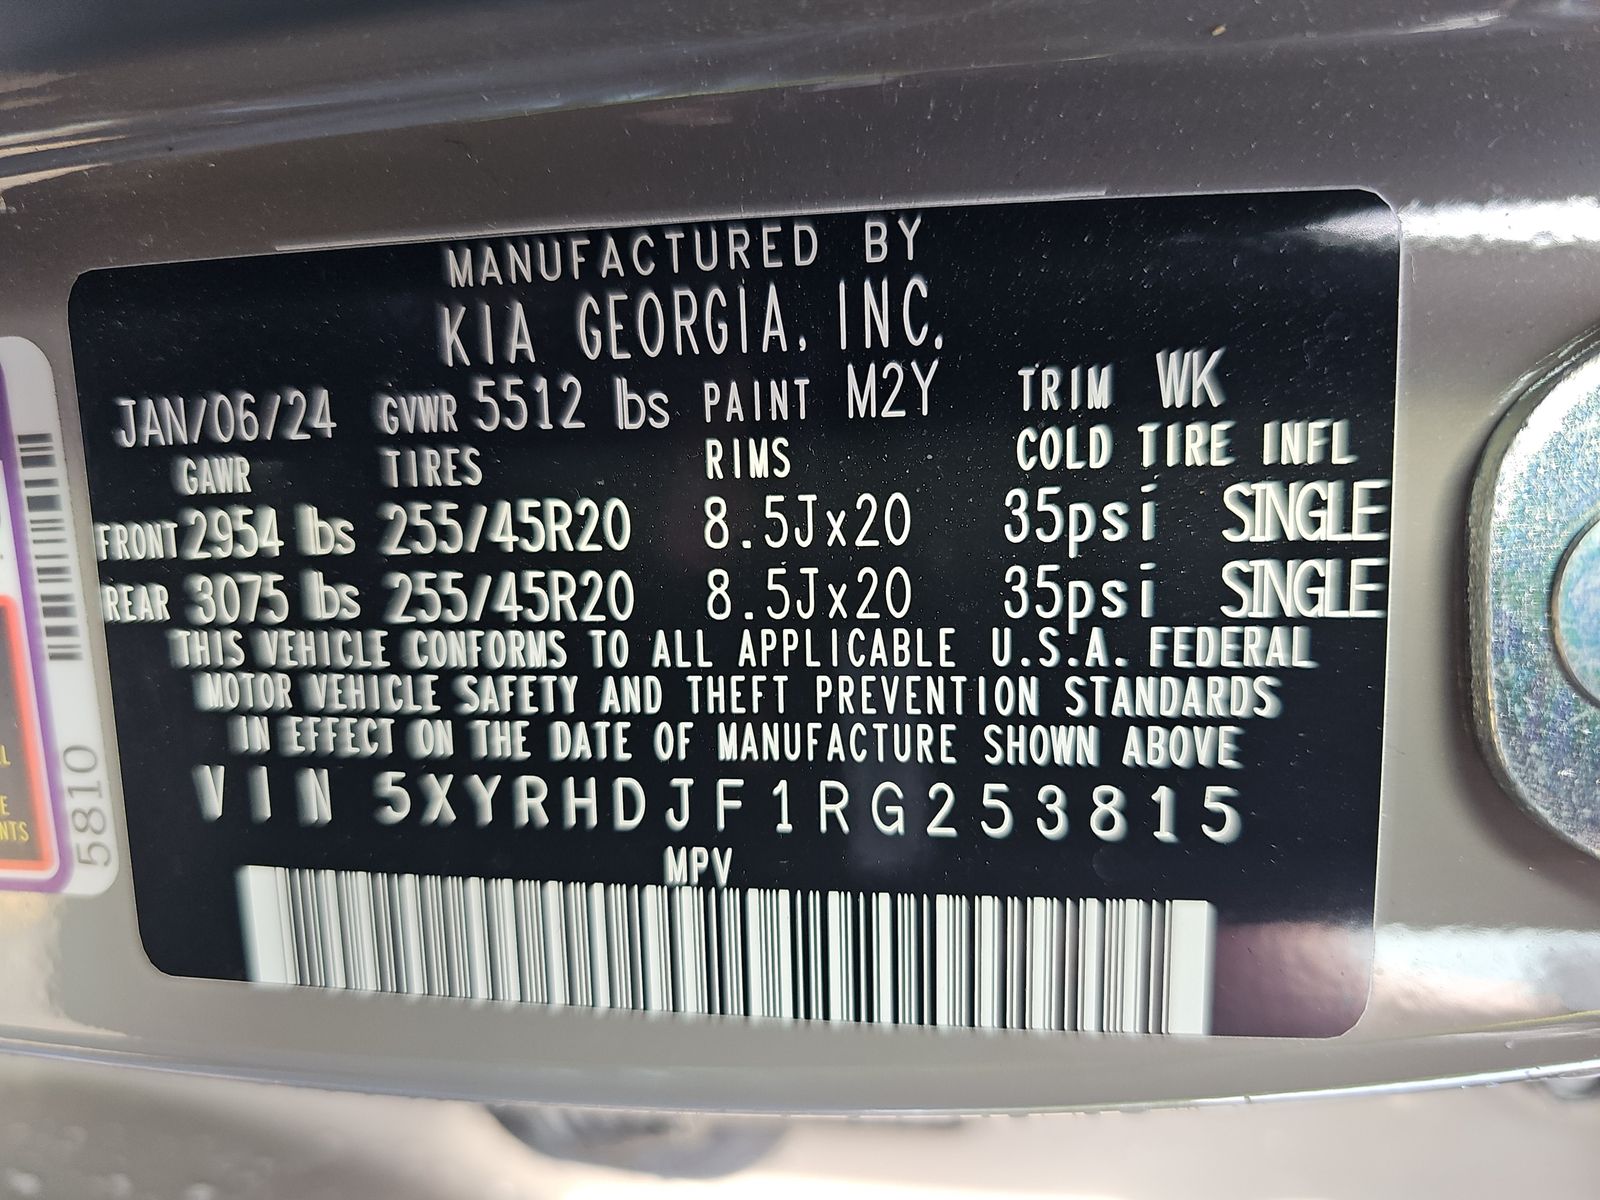 MANUFACTURED BY
KIA GEORGIA, INC.
JAN/06/24 GVWR 5512 lbs PAINT M2Y TRIM WK
GAWR TIRES RIMS COLD TIRE INFL
FRONT 2954 lbs 255/45R20 8.5Jx20 35psi SINGLE
REAR 3075 lbs 255/45R20 8.5Jx20 35psi SINGLE
THIS VEHICLE CONFORMS TO ALL APPLICABLE U.S.A. FEDERAL
MOTOR VEHICLE SAFETY AND THEFT PREVENTION STANDARDS
IN EFFECT ON THE DATE OF MANUFACTURE SHOWN ABOVE
VIN 5XYRHDJF1RG253815
MPV
5810